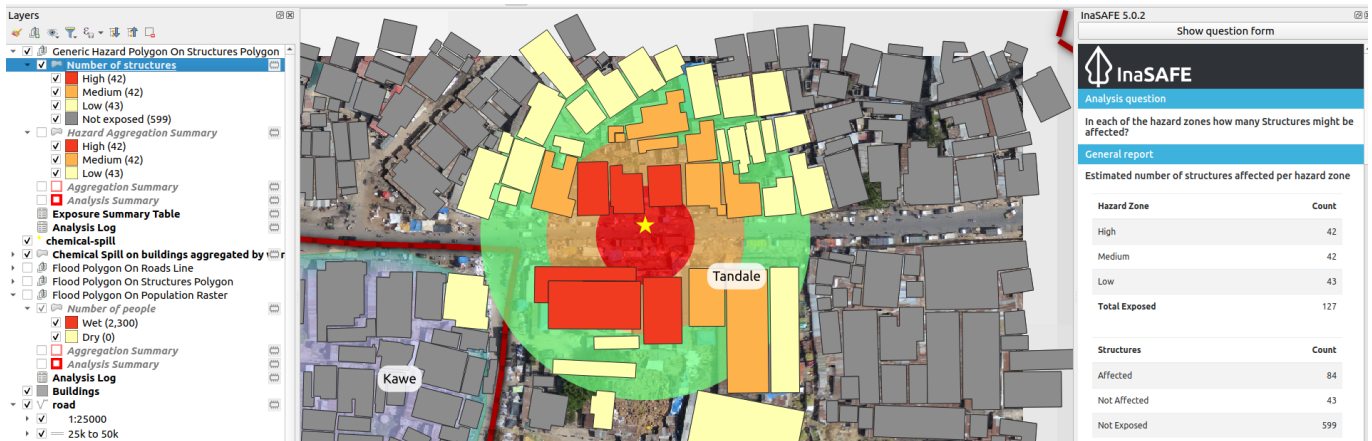 Layers
Generic Hazard Polygon On Structures Polygon
Number of structures
High (42)
Medium (42)
Low (43)
Not exposed (599)
Hazard Aggregation Summary
High (42)
Medium (42)
Low (43)
Aggregation Summary
Analysis Summary
Exposure Summary Table
Analysis Log
chemical-spill
Chemical Spill on buildings aggregated by
Flood Polygon On Roads Line
Flood Polygon On Structures Polygon
Flood Polygon On Population Raster
Number of people
Wet (2,300)
Dry (0)
Aggregation Summary
Analysis Summary
Analysis Log
Buildings
road
1:25000
25k to 50k
Tandale
Kawe
InaSAFE 5.0.2
Show question form
InaSAFE
Analysis question
In each of the hazard zones how many Structures might be
affected?
General report
Estimated number of structures affected per hazard zone
Hazard Zone Count
High 42
Medium 42
Low 43
Total Exposed 127
Structures Count
Affected 84
Not Affected 43
Not Exposed 599